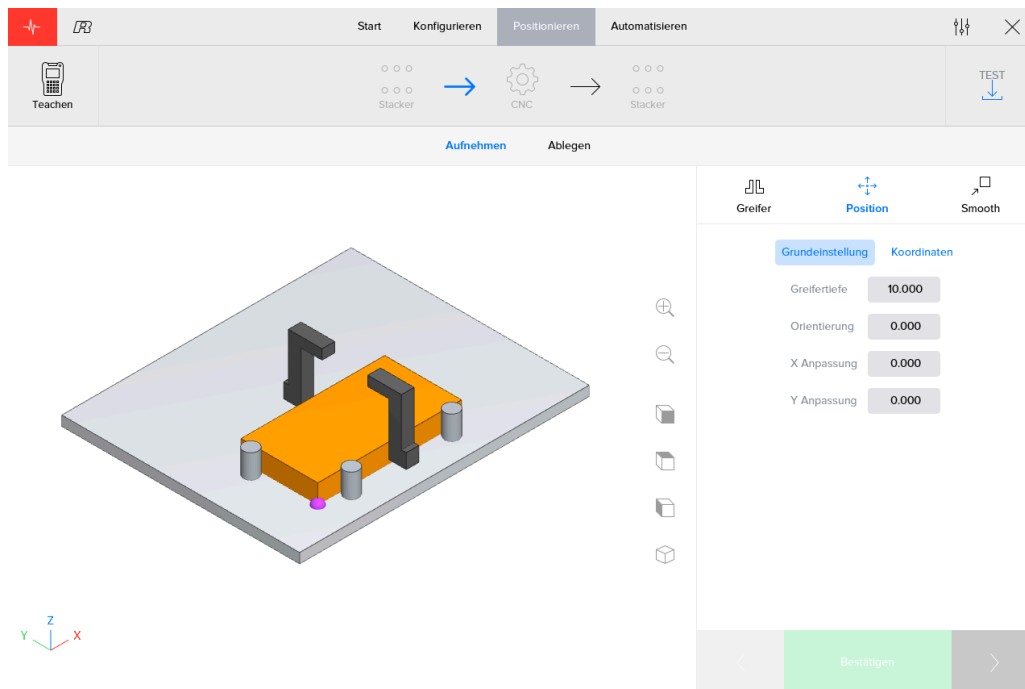 Start Konfigurieren Positionieren Automatisieren
Teachen
Stacker CNC Stacker
TEST
Aufnehmen Ablegen
Greifer Position Smooth
Grundeinstellung Koordinaten
Greifertiefe 10.000
Orientierung 0.000
X Anpassung 0.000
Y Anpassung 0.000
Z
Y X
Bestätigen